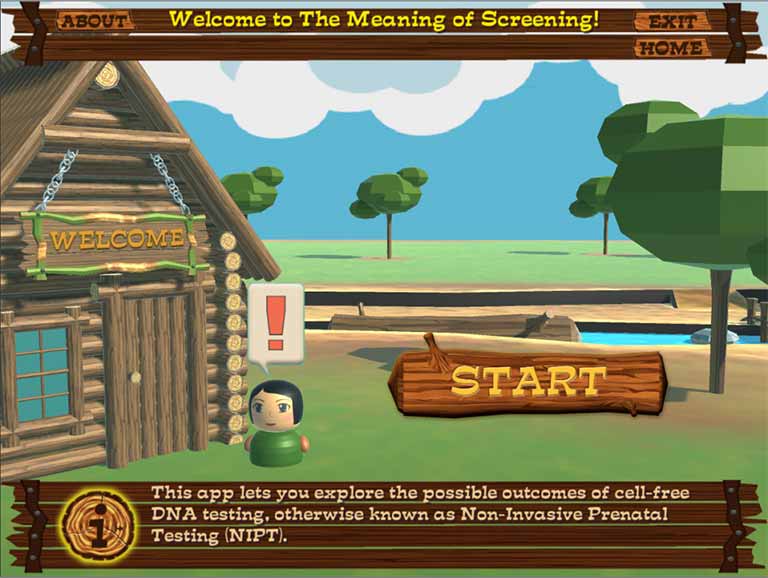 ABOUT
Welcome to The Meaning of Screening!
EXIT
HOME
WELCOME
!
START
i
This app lets you explore the possible outcomes of cell-free
DNA testing, otherwise known as Non-Invasive Prenatal
Testing (NIPT).